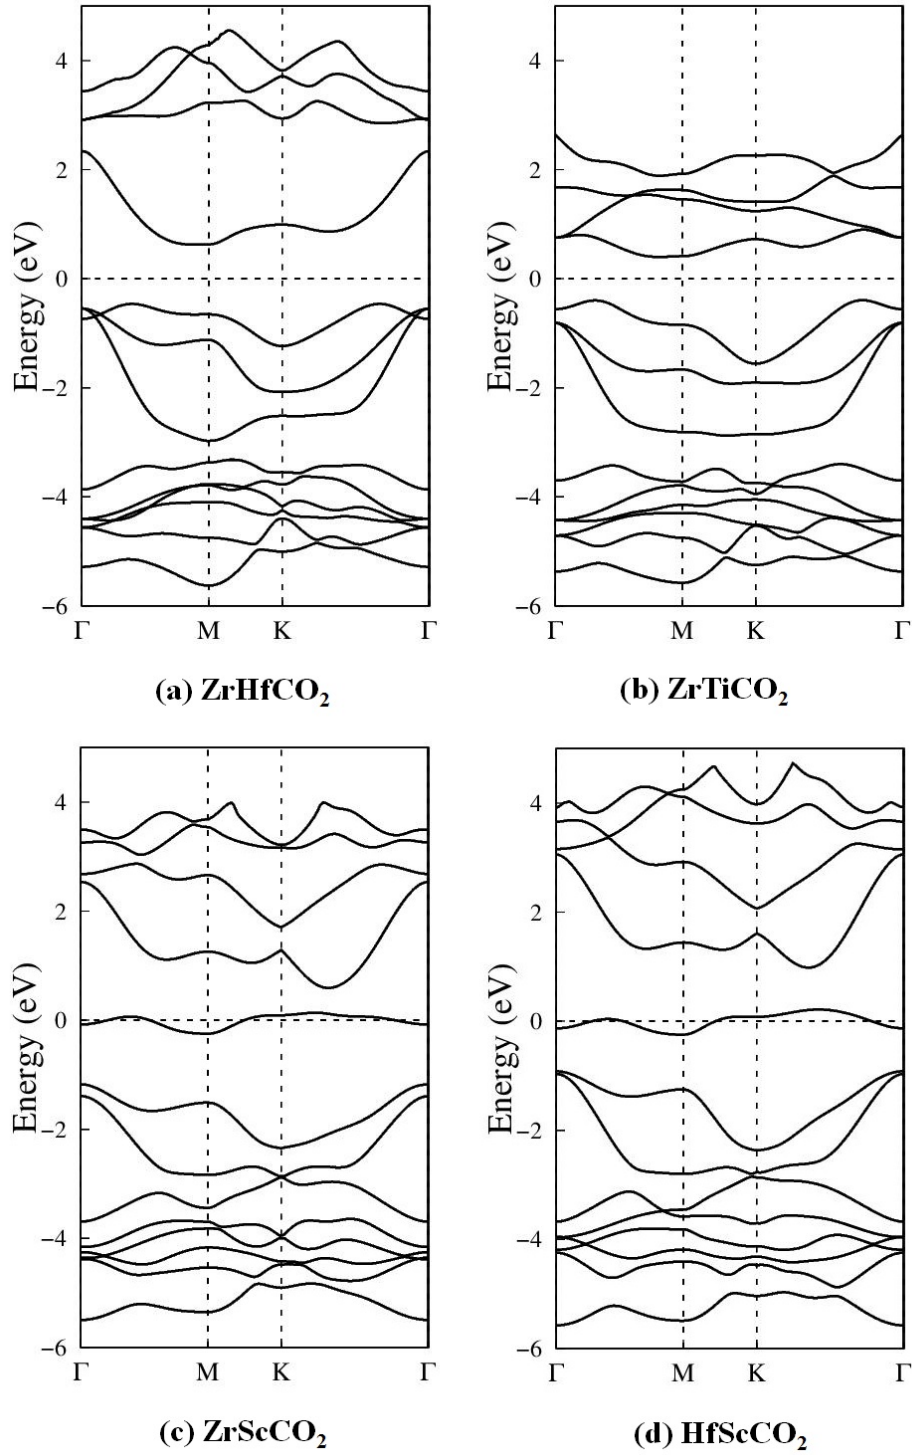 4
2
0
−2
−4
−6
Energy (eV)
Γ M K Γ
(a) ZrHfCO₂
4
2
0
−2
−4
−6
Energy (eV)
Γ M K Γ
(b) ZrTiCO₂
4
2
0
−2
−4
−6
Energy (eV)
Γ M K Γ
(c) ZrScCO₂
4
2
0
−2
−4
−6
Energy (eV)
Γ M K Γ
(d) HfScCO₂